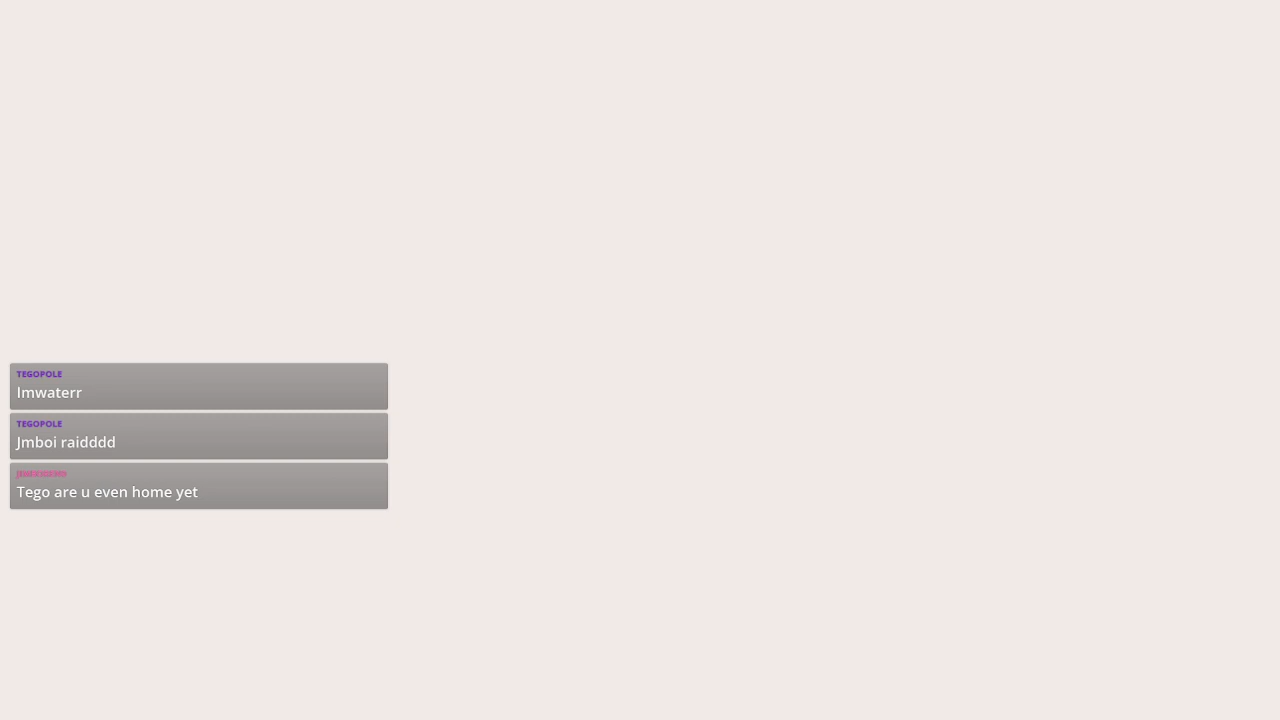 TEGOPOLE
Imwaterr
TEGOPOLE
Jmboi raidddd
Tego are u even home yet